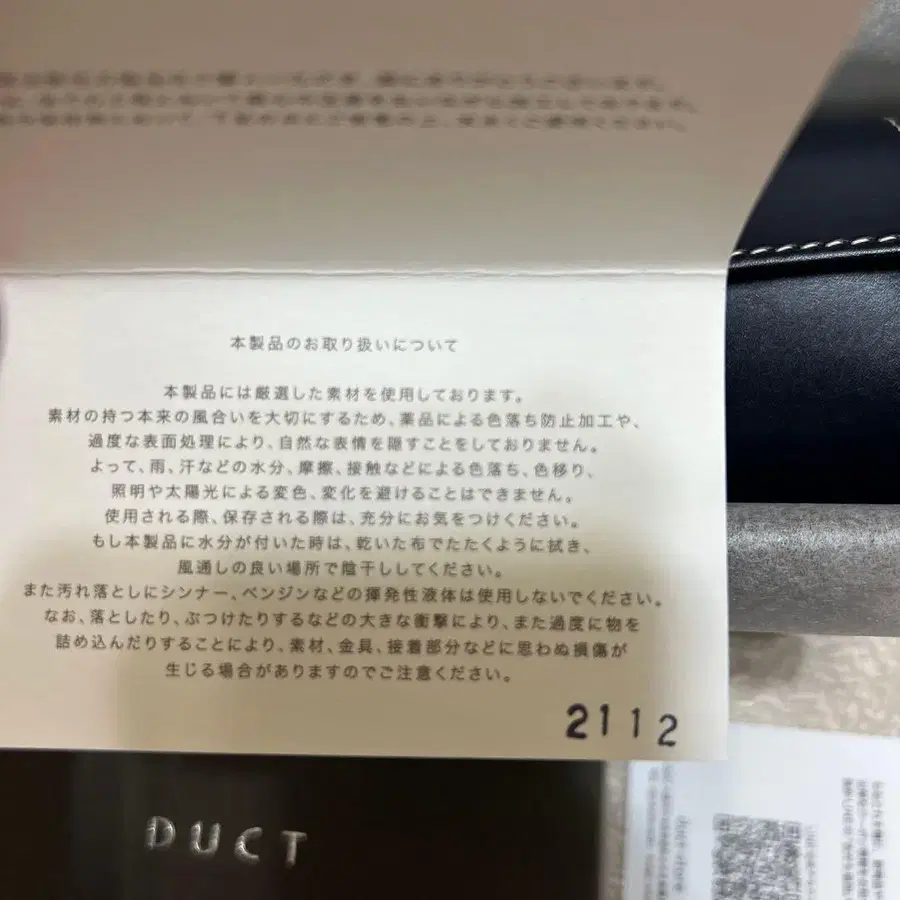 本製品のお取り扱いについて
本製品には厳選した素材を使用しております。
素材の持つ本来の風合いを大切にするため、薬品による色落ち防止加工や、
過度な表面処理により、自然な表情を隠すことをしておりません。
よって、雨、汗などの水分、摩擦、接触などによる色落ち、色移り、
照明や太陽光による変色、変化を避けることはできません。
使用される際、保存される際は、充分にお気をつけください。
もし本製品に水分が付いた時は、乾いた布でたたくように拭き、
風通しの良い場所で陰干ししてください。
また汚れ落としにシンナー、ベンジンなどの揮発性液体は使用しないでください。
なお、落としたり、ぶつけたりするなどの大きな衝撃により、また過度に物を
詰め込んだりすることにより、素材、金具、接着部分などに思わぬ損傷が
生じる場合がありますのでご注意ください。
2112
DUCT